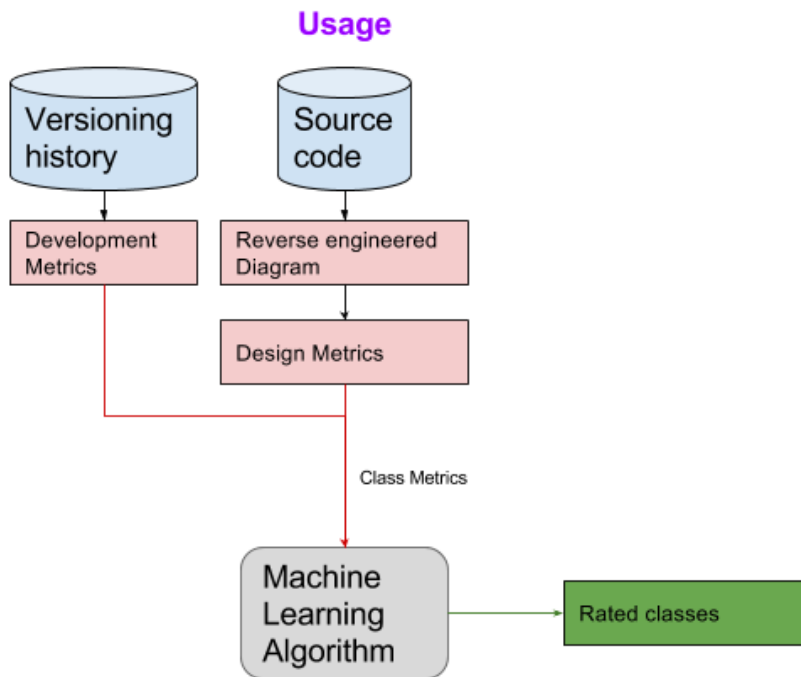 Usage
Versioning
history
Source
code
Development
Metrics
Reverse engineered
Diagram
Design Metrics
Class Metrics
Machine
Learning
Algorithm
Rated classes